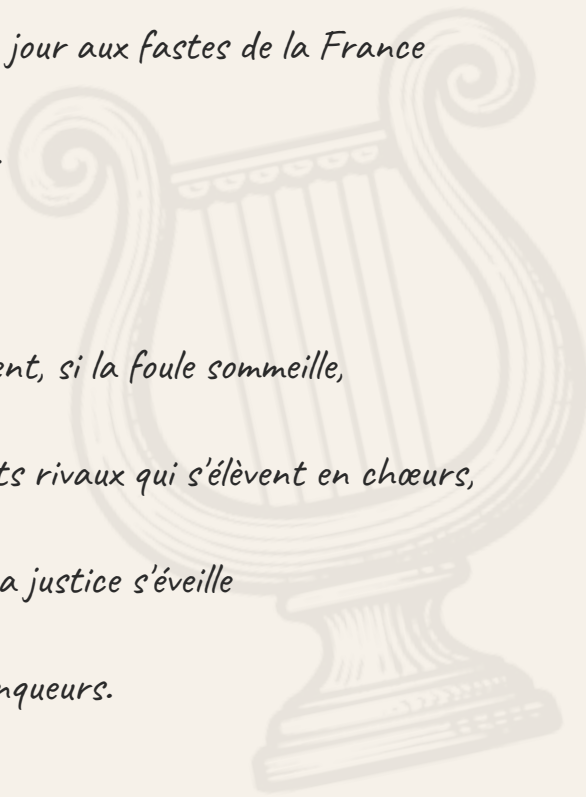 jour aux fastes de la France
.
ent, si la foule sommeille,
ts rivaux qui s'élèvent en chœurs,
a justice s'éveille
nqueurs.